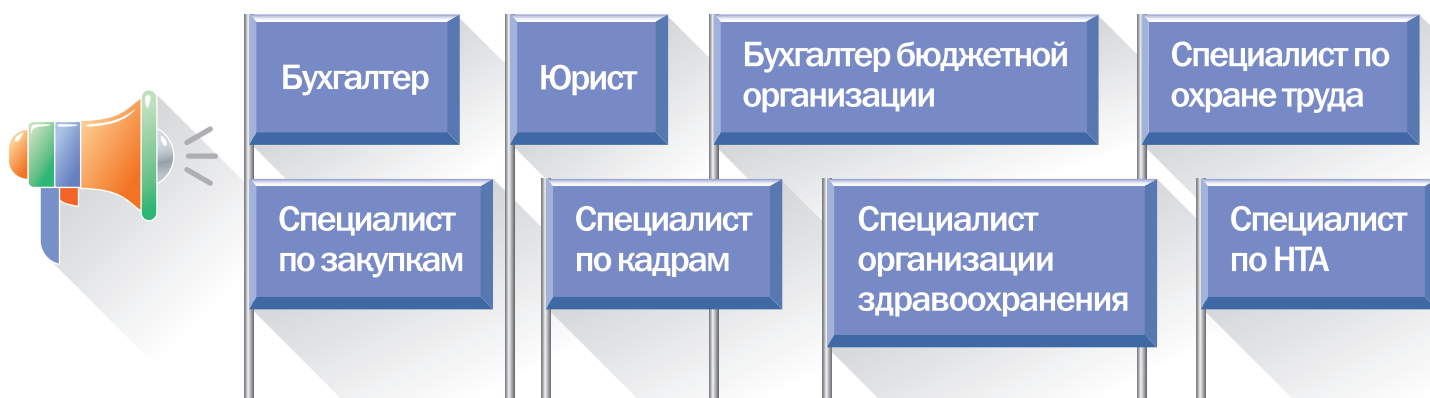 Бухгалтер
Юрист
Бухгалтер бюджетной
организации
Специалист по
охране труда
Специалист
по закупкам
Специалист
по кадрам
Специалист
организации
здравоохранения
Специалист
по НТА